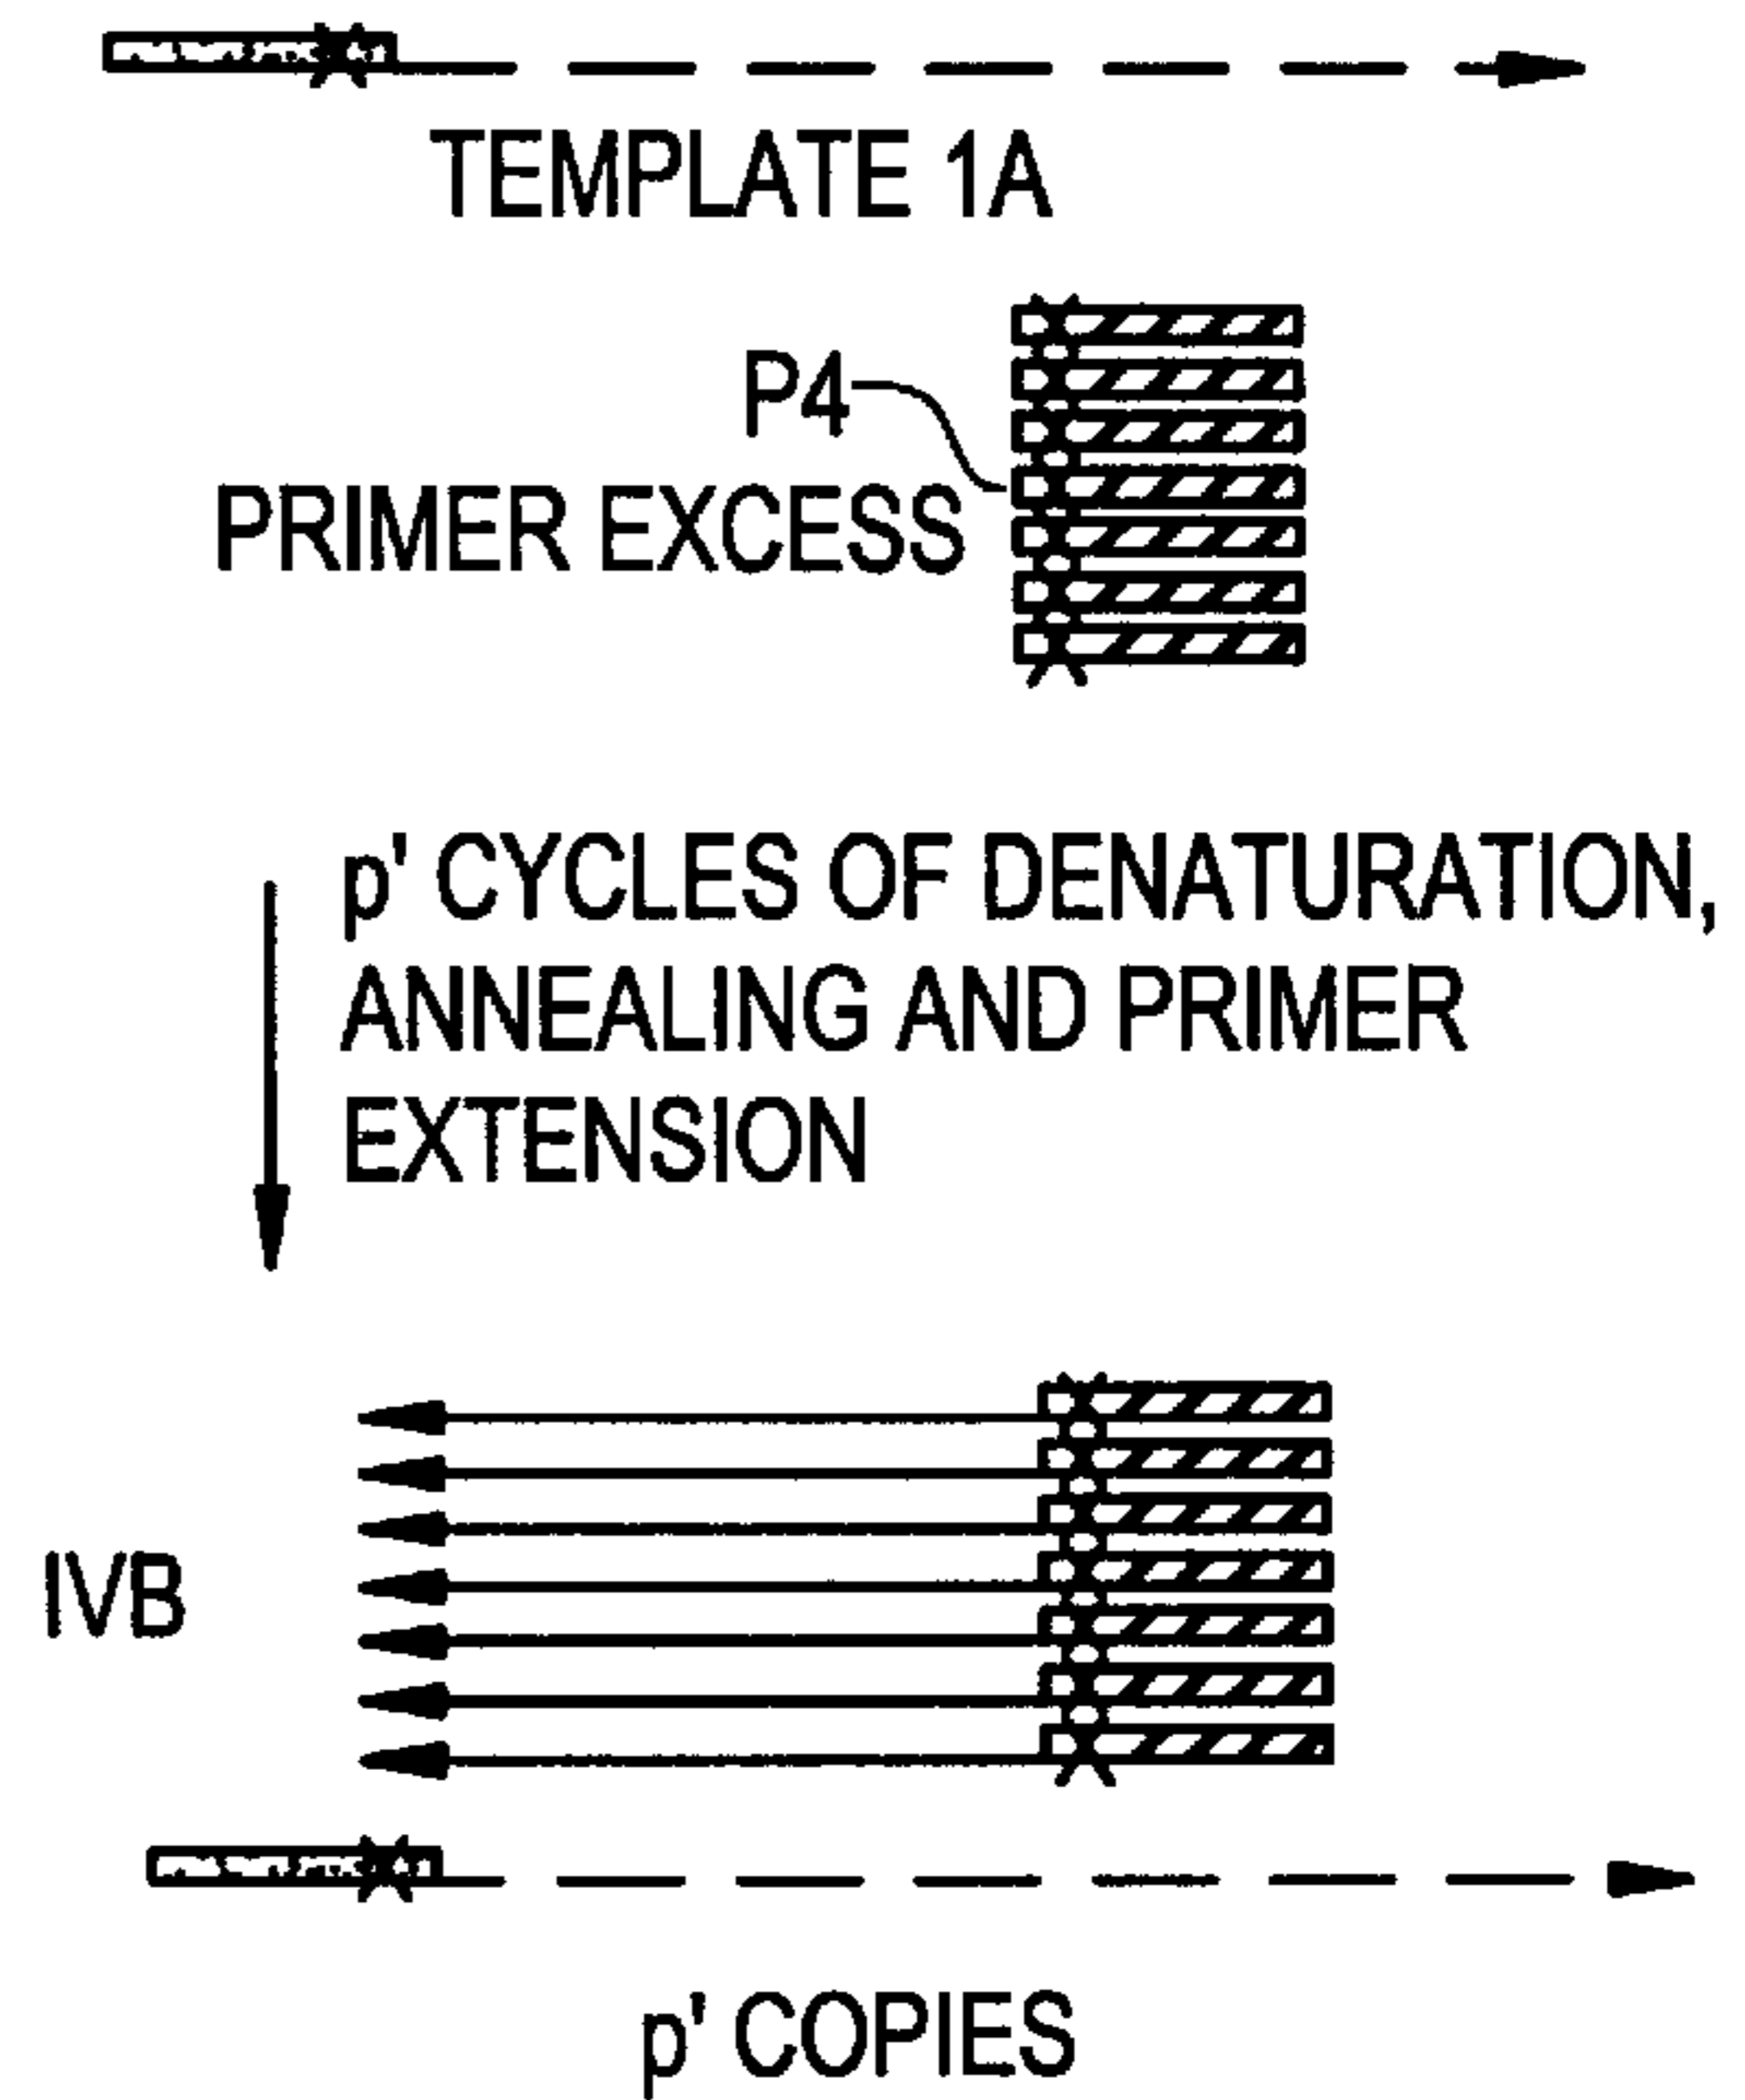 TEMPLATE 1A
P4
PRIMER EXCESS
p' CYCLES OF DENATURATION,
ANNEALING AND PRIMER
EXTENSION
IVB
p' COPIES